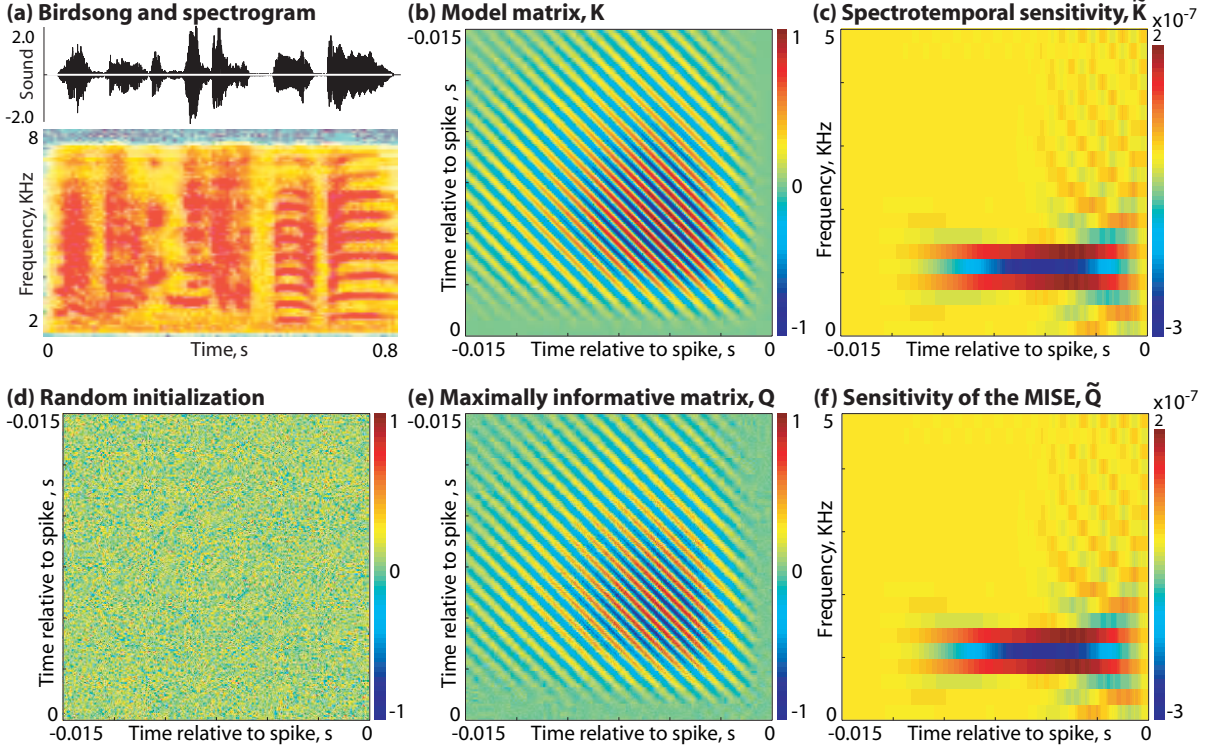 (a) Birdsong and spectrogram
2.0
Sound
-2.0
8
Frequency, KHz
2
0
Time, s
0.8
(b) Model matrix, K
-0.015
Time relative to spike , s
0
-0.015
Time relative to spike, s
0
1
0
-1
(c) Spectrotemporal sensitivity, K̃
x10-7
5
Frequency, KHz
0
-0.015
Time relative to spike, s
0
2
-3
(d) Random initialization
-0.015
Time relative to spike , s
0
-0.015
Time relative to spike, s
0
1
0
-1
(e) Maximally informative matrix, Q
-0.015
Time relative to spike , s
0
-0.015
Time relative to spike, s
0
1
0
-1
(f) Sensitivity of the MISE, Q̃
x10-7
5
Frequency, KHz
0
-0.015
Time relative to spike, s
0
2
-3